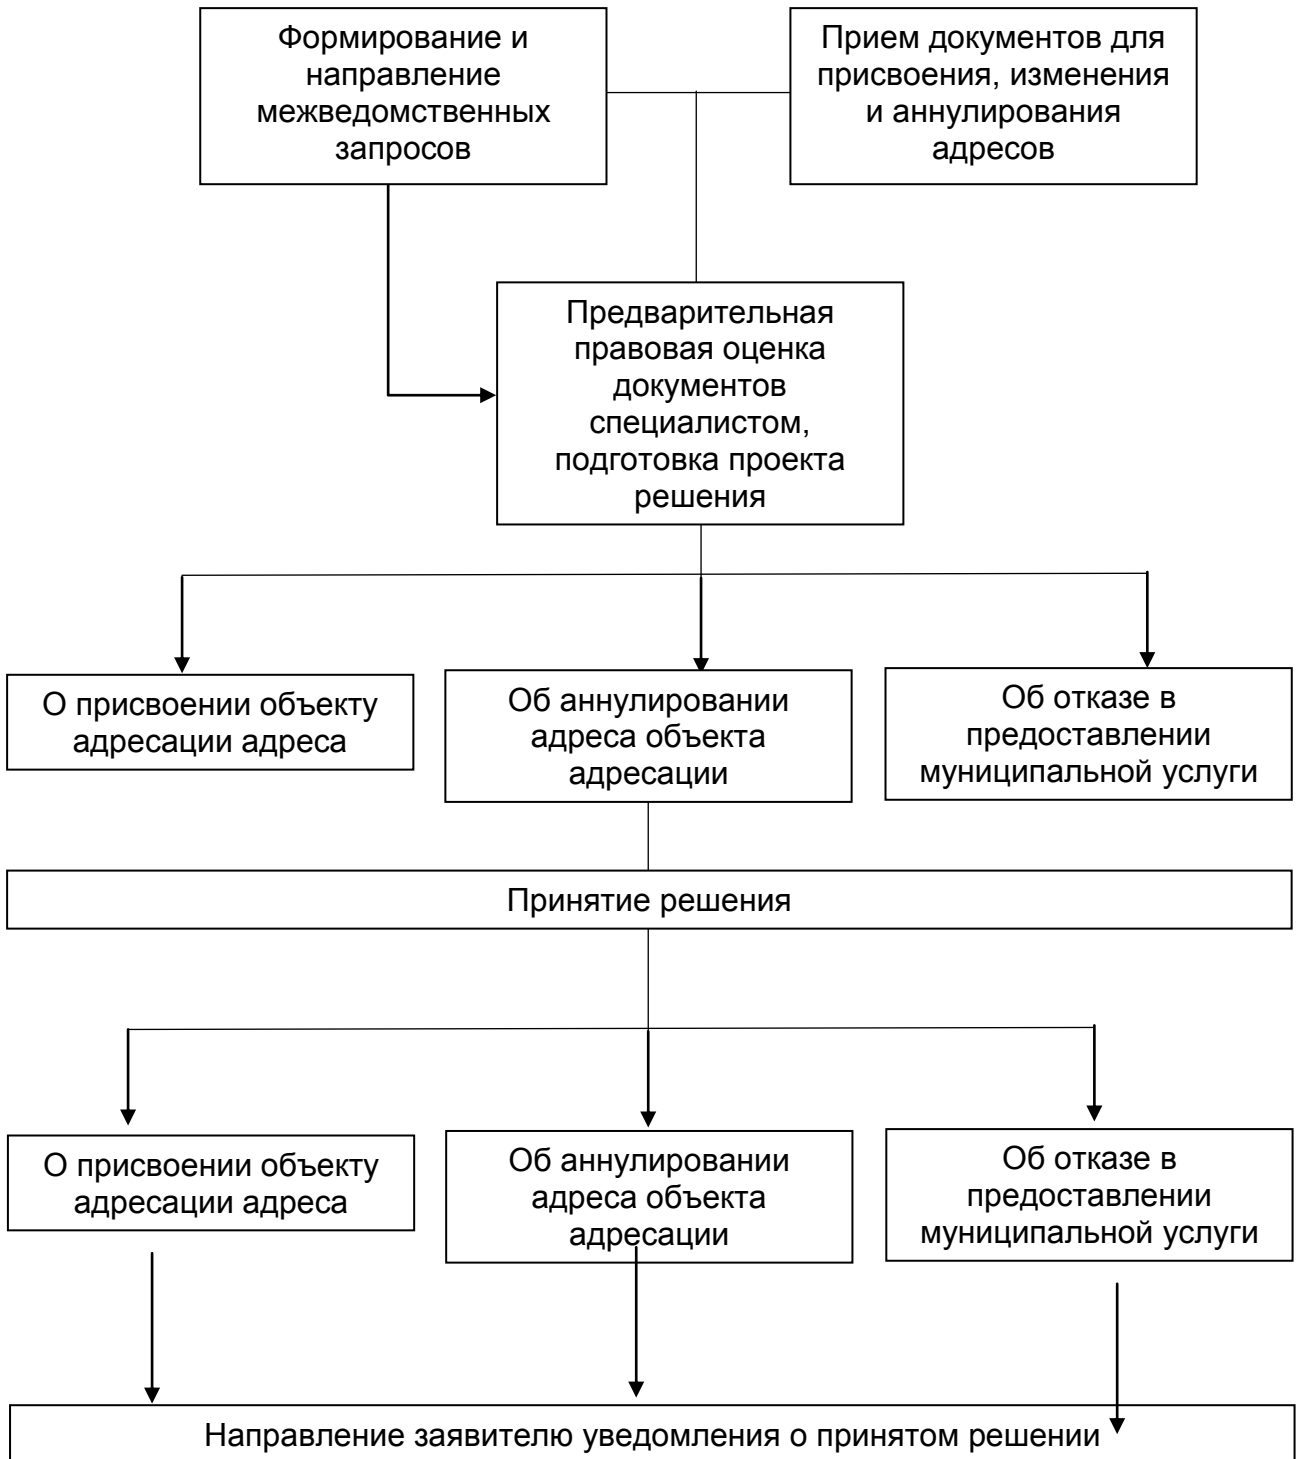 Формирование и
направление
межведомственных
запросов
Прием документов для
присвоения, изменения
и аннулирования
адресов
Предварительная
правовая оценка
документов
специалистом,
подготовка проекта
решения
О присвоении объекту
адресации адреса
Об аннулировании
адреса объекта
адресации
Об отказе в
предоставлении
муниципальной услуги
Принятие решения
О присвоении объекту
адресации адреса
Об аннулировании
адреса объекта
адресации
Об отказе в
предоставлении
муниципальной услуги
Направление заявителю уведомления о принятом решении